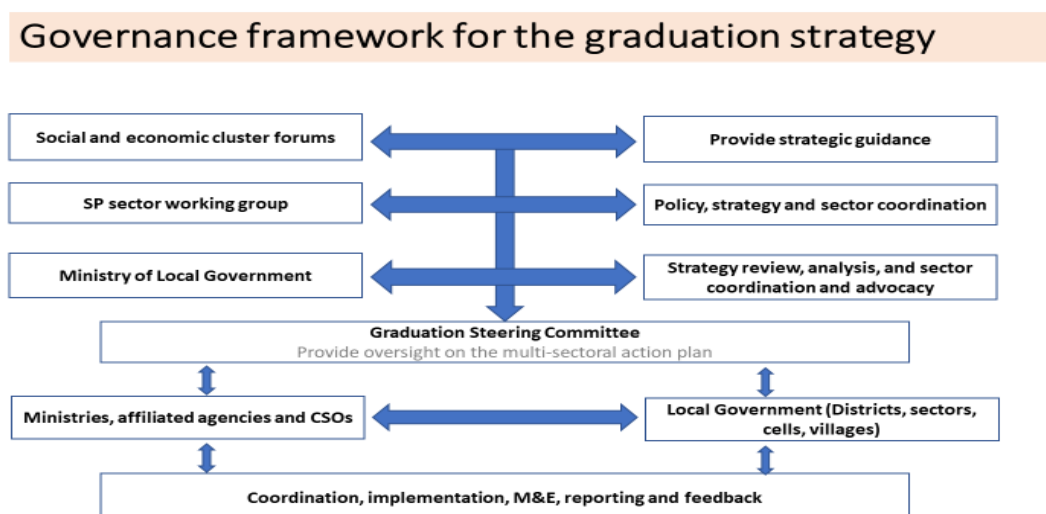 Governance framework for the graduation strategy
Social and economic cluster forums
Provide strategic guidance
SP sector working group
Policy, strategy and sector coordination
Ministry of Local Government
Strategy review, analysis, and sector
coordination and advocacy
Graduation Steering Committee
Provide oversight on the multi-sectoral action plan
Ministries, affiliated agencies and CSOs
Local Government (Districts, sectors,
cells, villages)
Coordination, implementation, M&E, reporting and feedback